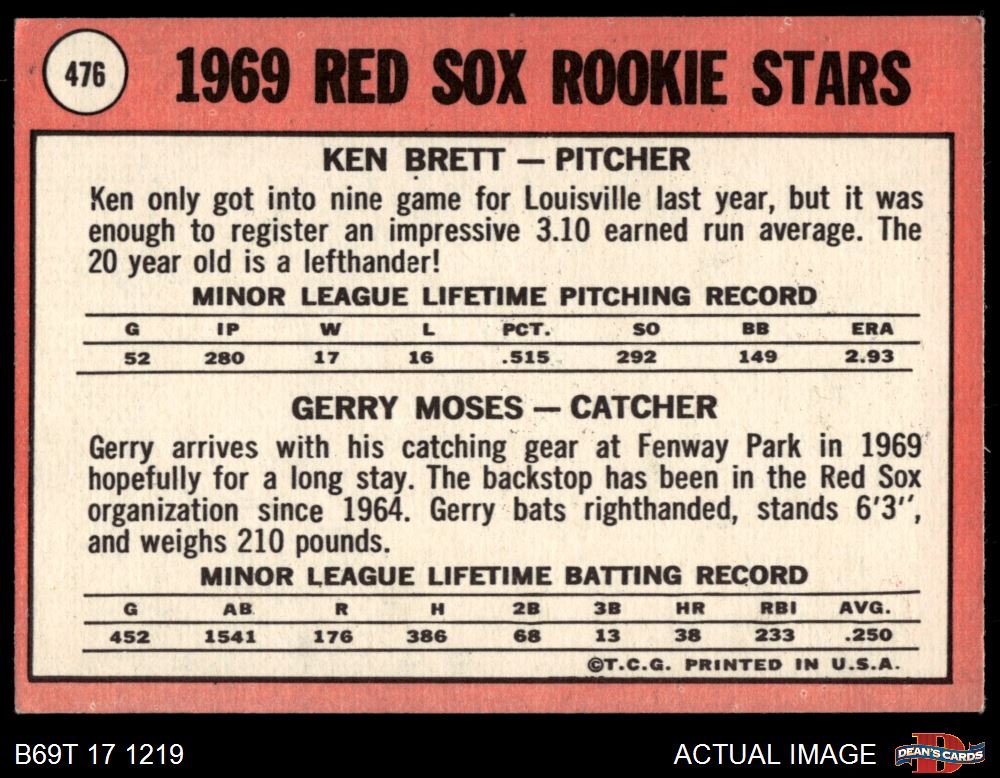 476
1969 RED SOX ROOKIE STARS
KEN BRETT — PITCHER
Ken only got into nine game for Louisville last year, but it was
enough to register an impressive 3.10 earned run average. The
20 year old is a lefthander!
MINOR LEAGUE LIFETIME PITCHING RECORD
G IP W L PCT. SO BB ERA
52 280 17 16 .515 292 149 2.93
GERRY MOSES — CATCHER
Gerry arrives with his catching gear at Fenway Park in 1969
hopefully for a long stay. The backstop has been in the Red Sox
organization since 1964. Gerry bats righthanded, stands 6'3'',
and weighs 210 pounds.
MINOR LEAGUE LIFETIME BATTING RECORD
G AB R H 2B 3B HR RBI AVG.
452 1541 176 386 68 13 38 233 .250
©T.C.G. PRINTED IN U.S.A.
B69T 17 1219
ACTUAL IMAGE
DEAN'S CARDS